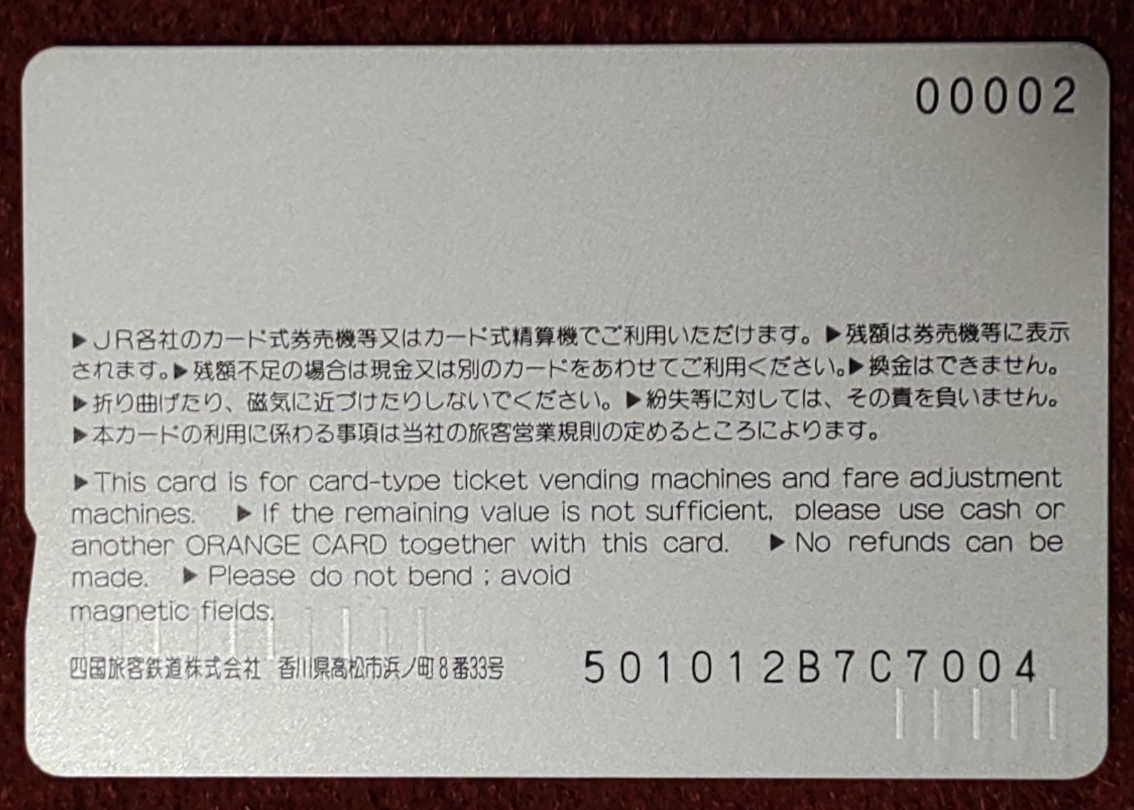 00002
▶JR各社のカード式券売機等又はカード式精算機でご利用いただけます。▶残額は券売機等に表示
されます。▶残額不足の場合は現金又は別のカードをあわせてご利用ください。▶換金はできません。
▶折り曲げたり、磁気に近づけたりしないでください。▶紛失等に対しては、その責を負いません。
▶本カードの利用に係わる事項は当社の旅客営業規則の定めるところによります。
▶This card is for card-type ticket vending machines and fare adjustment
machines. ▶If the remaining value is not sufficient, please use cash or
another ORANGE CARD together with this card. ▶No refunds can be
made. ▶Please do not bend ; avoid
magnetic fields.
四国旅客鉄道株式会社 香川県高松市浜ノ町8番33号 501012B7C7004